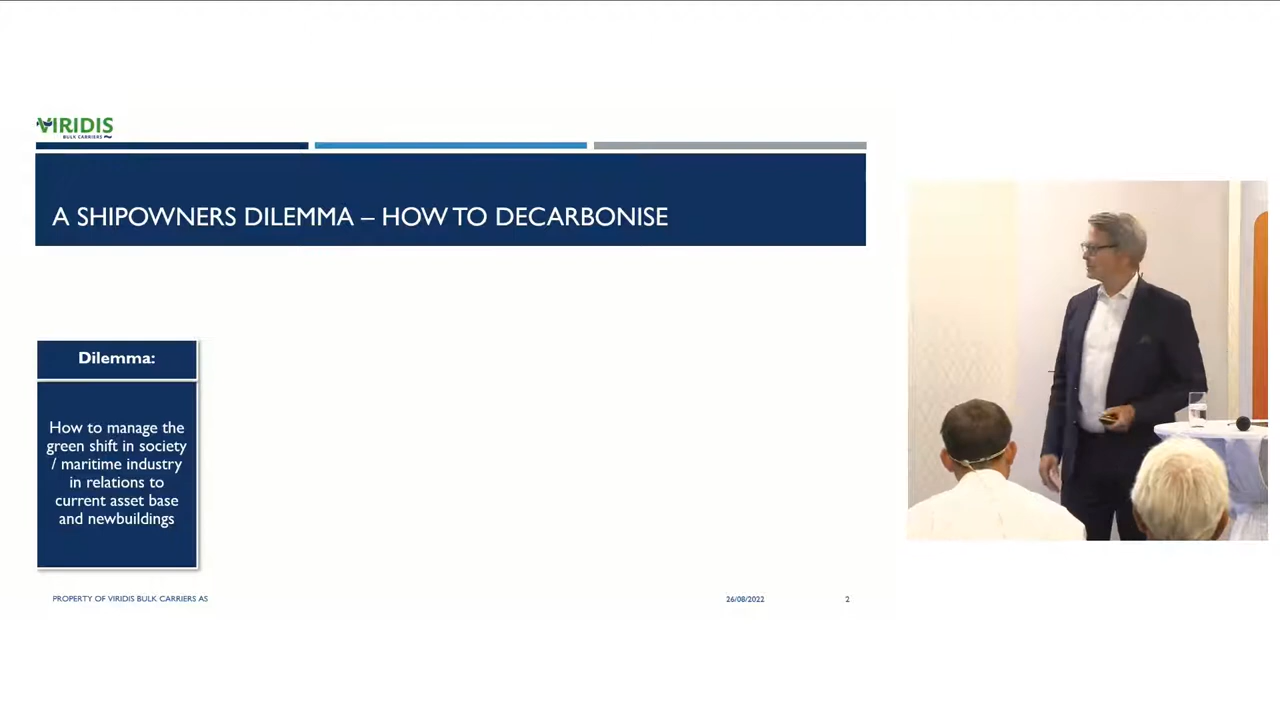 VIRIDIS
BULK CARRIERS
A SHIPOWNERS DILEMMA – HOW TO DECARBONISE
Dilemma:
How to manage the
green shift in society
/ maritime industry
in relations to
current asset base
and newbuildings
PROPERTY OF VIRIDIS BULK CARRIERS AS
26/08/2022
2